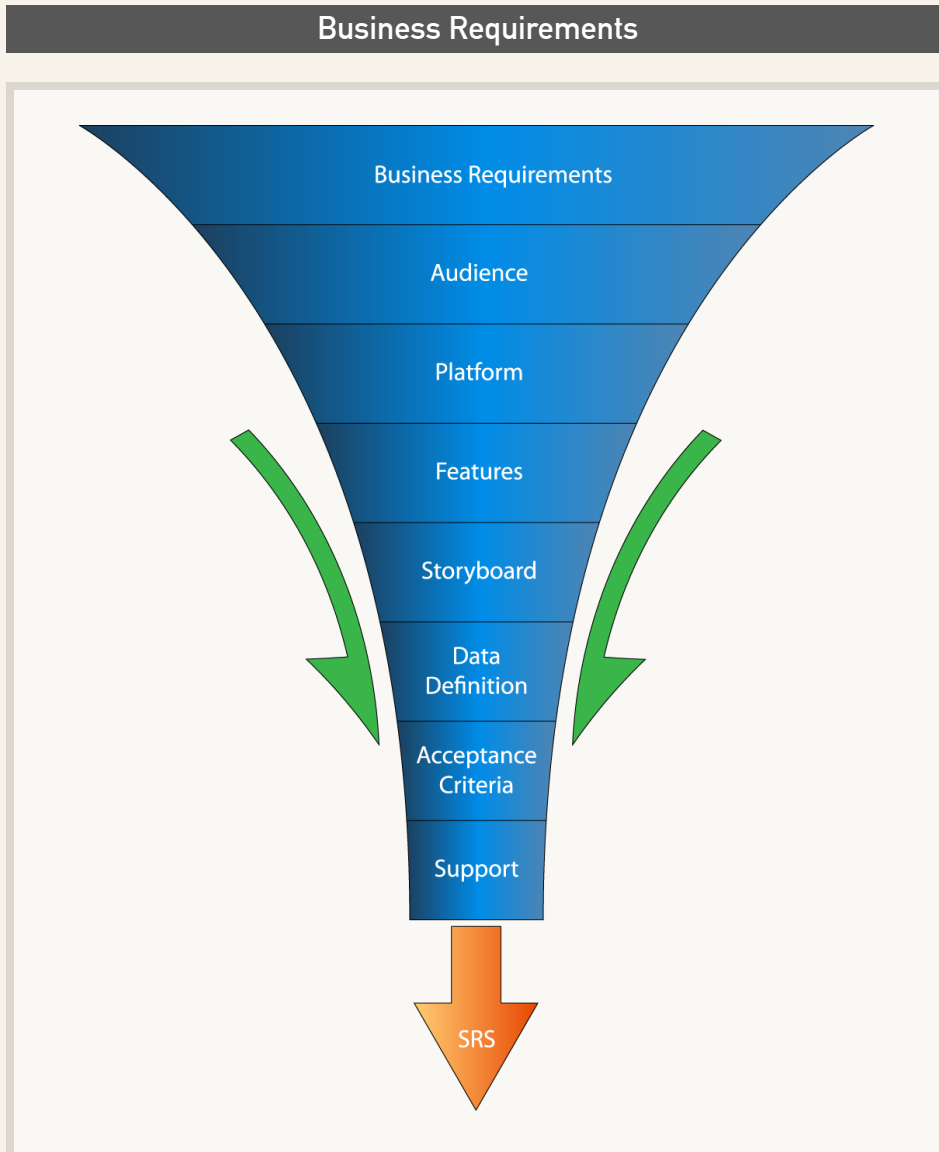 Business Requirements
Business Requirements
Audience
Platform
Features
Storyboard
Data
Definition
Acceptance
Criteria
Support
SRS